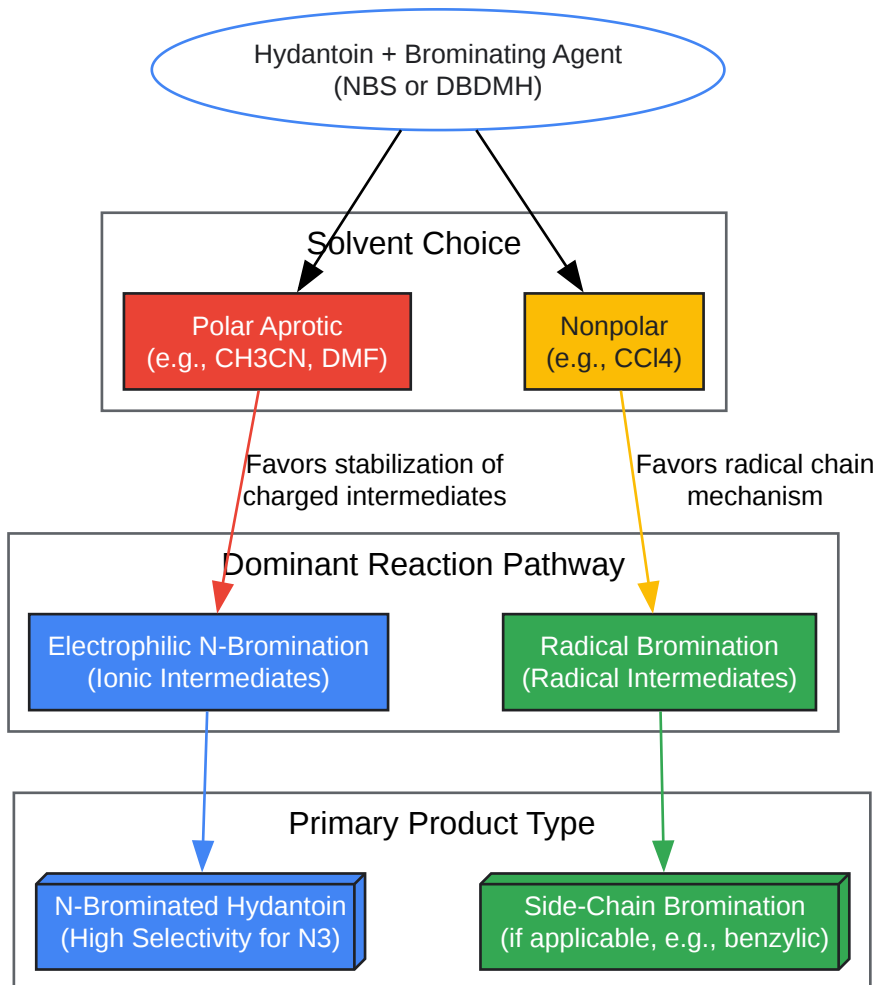 Hydantoin + Brominating Agent
(NBS or DBDMH)
Solvent Choice
Polar Aprotic
(e.g., CH3CN, DMF)
Nonpolar
(e.g., CCl4)
Favors stabilization of
charged intermediates
Favors radical chain
mechanism
Dominant Reaction Pathway
Electrophilic N-Bromination
(Ionic Intermediates)
Radical Bromination
(Radical Intermediates)
Primary Product Type
N-Brominated Hydantoin
(High Selectivity for N3)
Side-Chain Bromination
(if applicable, e.g., benzylic)